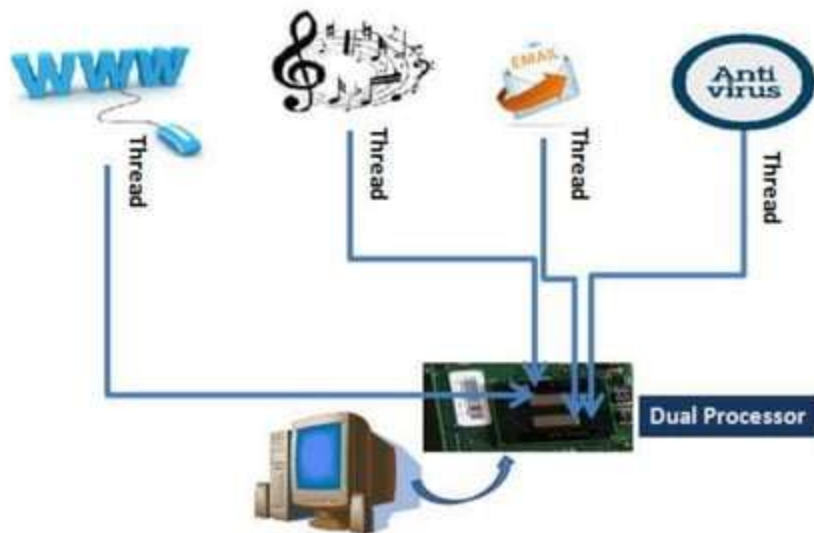 WWW
EMAIL
Anti
virus
Thread
Thread
Thread
Thread
Dual Processor